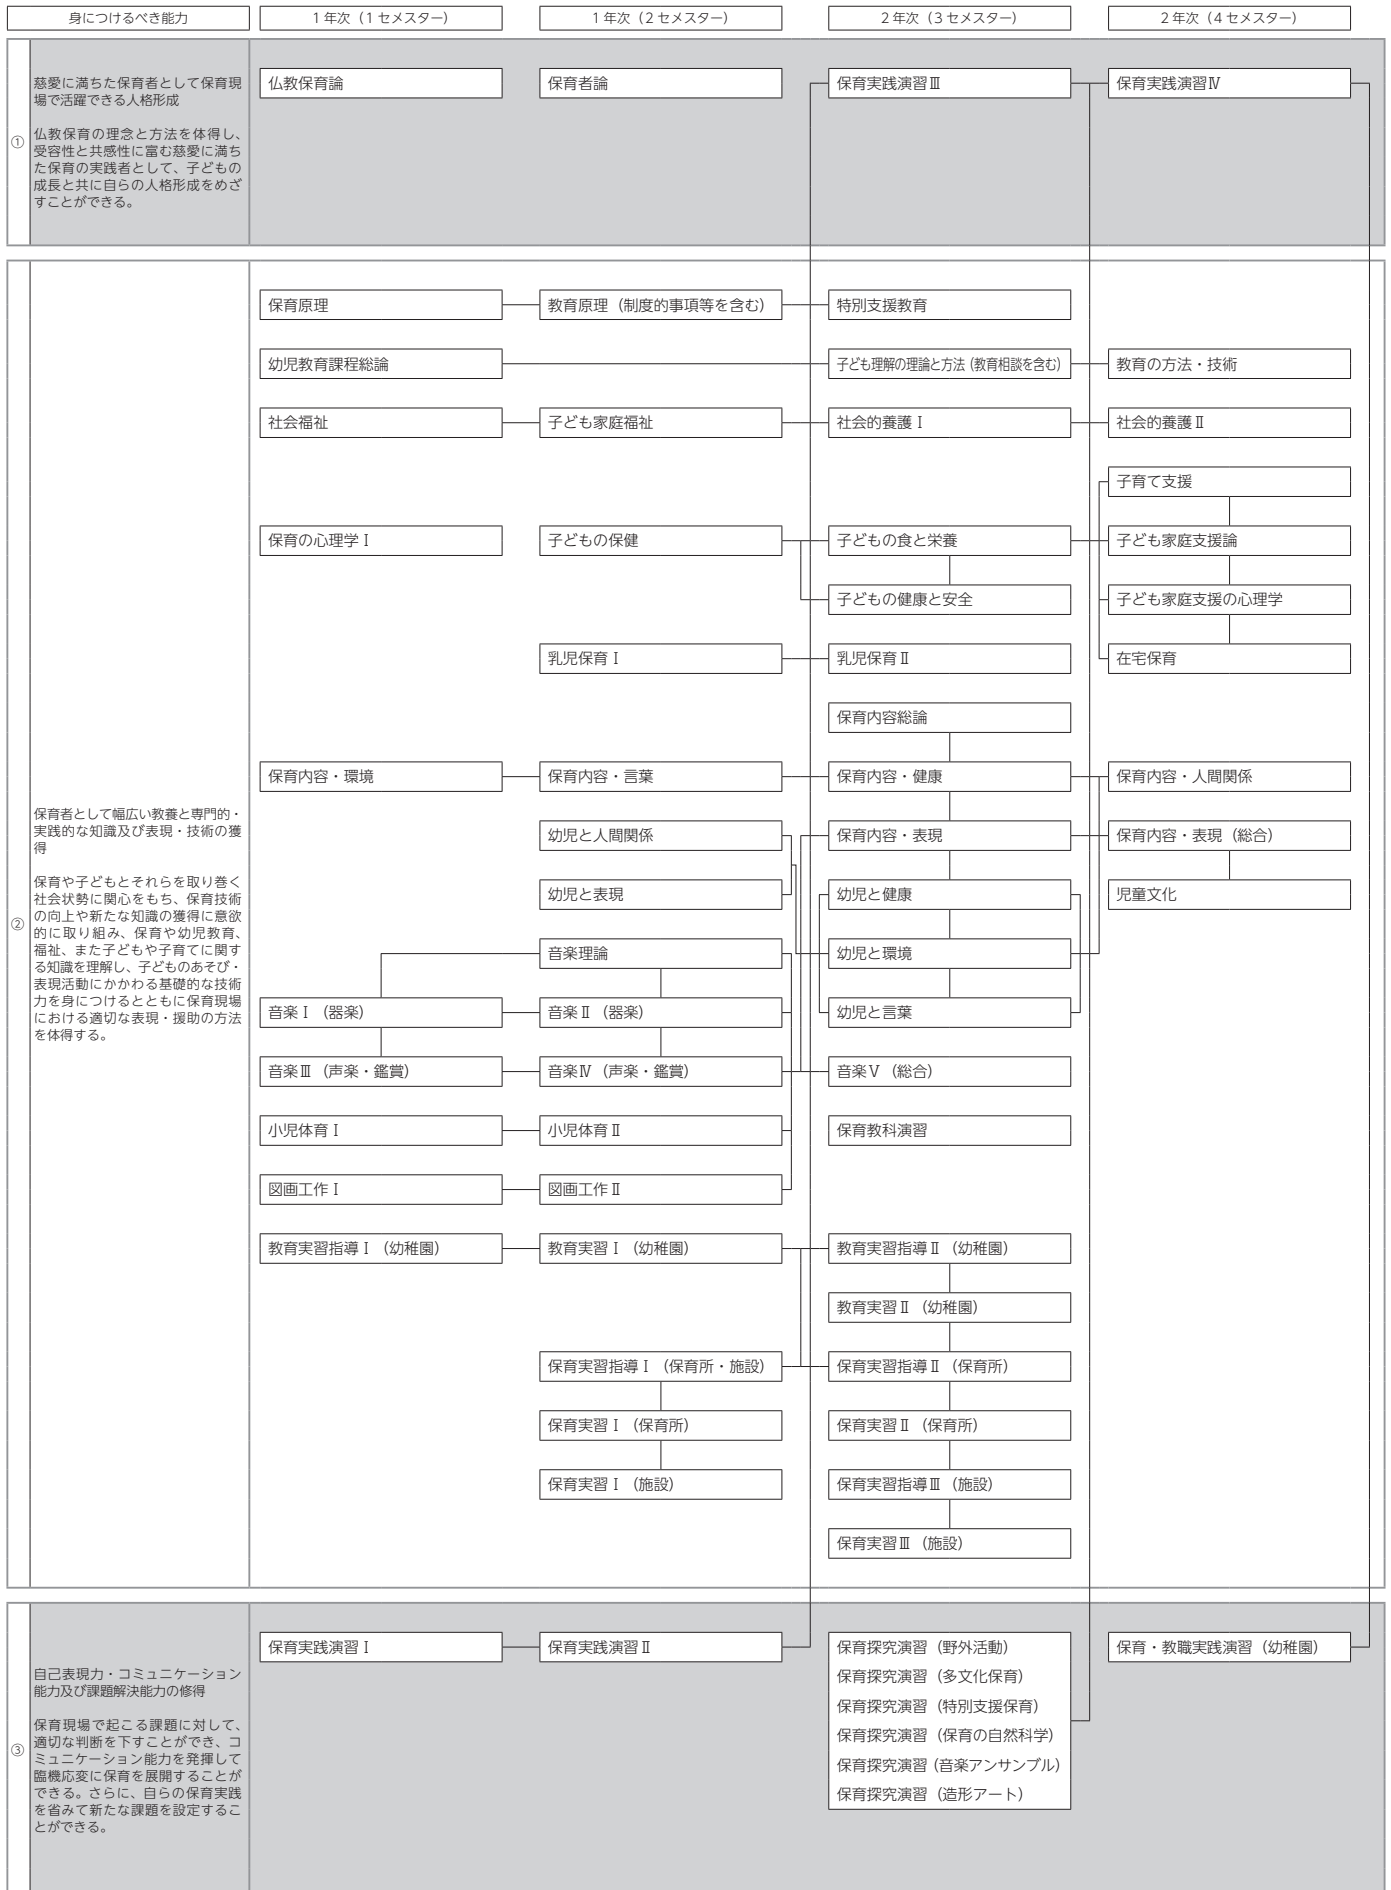 身につけるべき能力
1年次（1セメスター）
1年次（2セメスター）
2年次（3セメスター）
2年次（4セメスター）
①
慈愛に満ちた保育者として保育現
場で活躍できる人格形成
仏教保育の理念と方法を体得し、
受容性と共感性に富む慈愛に満ち
た保育の実践者として、子どもの
成長と共に自らの人格形成をめざ
すことができる。
仏教保育論
保育者論
保育実践演習Ⅲ
保育実践演習Ⅳ
②
保育者として幅広い教養と専門的・
実践的な知識及び表現・技術の獲
得
保育や子どもとそれらを取り巻く
社会状勢に関心をもち、保育技術
の向上や新たな知識の獲得に意欲
的に取り組み、保育や幼児教育、
福祉、また子どもや子育てに関す
る知識を理解し、子どものあそび・
表現活動にかかわる基礎的な技術
力を身につけるとともに保育現場
における適切な表現・援助の方法
を体得する。
保育原理
教育原理（制度的事項等を含む）
特別支援教育
幼児教育課程総論
子ども理解の理論と方法（教育相談を含む）
教育の方法・技術
社会福祉
子ども家庭福祉
社会的養護Ⅰ
社会的養護Ⅱ
子育て支援
保育の心理学Ⅰ
子どもの保健
子どもの食と栄養
子ども家庭支援論
子どもの健康と安全
子ども家庭支援の心理学
乳児保育Ⅰ
乳児保育Ⅱ
在宅保育
保育内容総論
保育内容・環境
保育内容・言葉
保育内容・健康
保育内容・人間関係
幼児と人間関係
保育内容・表現
保育内容・表現（総合）
幼児と表現
幼児と健康
児童文化
音楽理論
幼児と環境
音楽Ⅰ（器楽）
音楽Ⅱ（器楽）
幼児と言葉
音楽Ⅲ（声楽・鑑賞）
音楽Ⅳ（声楽・鑑賞）
音楽Ⅴ（総合）
小児体育Ⅰ
小児体育Ⅱ
保育教科演習
図画工作Ⅰ
図画工作Ⅱ
教育実習指導Ⅰ（幼稚園）
教育実習Ⅰ（幼稚園）
教育実習指導Ⅱ（幼稚園）
教育実習Ⅱ（幼稚園）
保育実習指導Ⅰ（保育所・施設）
保育実習指導Ⅱ（保育所）
保育実習Ⅰ（保育所）
保育実習Ⅱ（保育所）
保育実習Ⅰ（施設）
保育実習指導Ⅲ（施設）
保育実習Ⅲ（施設）
③
自己表現力・コミュニケーション
能力及び課題解決能力の修得
保育現場で起こる課題に対して、
適切な判断を下すことができ、コ
ミュニケーション能力を発揮して
臨機応変に保育を展開することが
できる。さらに、自らの保育実践
を省みて新たな課題を設定するこ
とができる。
保育実践演習Ⅰ
保育実践演習Ⅱ
保育探究演習（野外活動）
保育探究演習（多文化保育）
保育探究演習（特別支援保育）
保育探究演習（保育の自然科学）
保育探究演習（音楽アンサンブル）
保育探究演習（造形アート）
保育・教職実践演習（幼稚園）